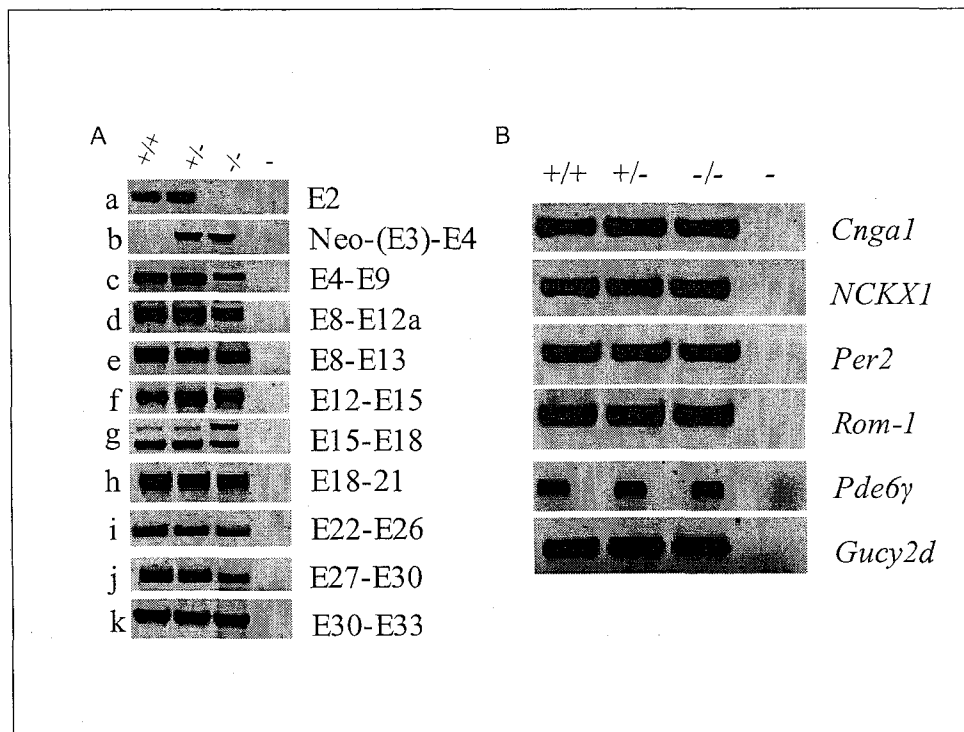 A
+/+ +/- -/- -
a E2
b Neo-(E3)-E4
c E4-E9
d E8-E12a
e E8-E13
f E12-E15
g E15-E18
h E18-21
i E22-E26
j E27-E30
k E30-E33
B
+/+ +/- -/- -
Cnga1
NCKX1
Per2
Rom-1
Pde6γ
Gucy2d